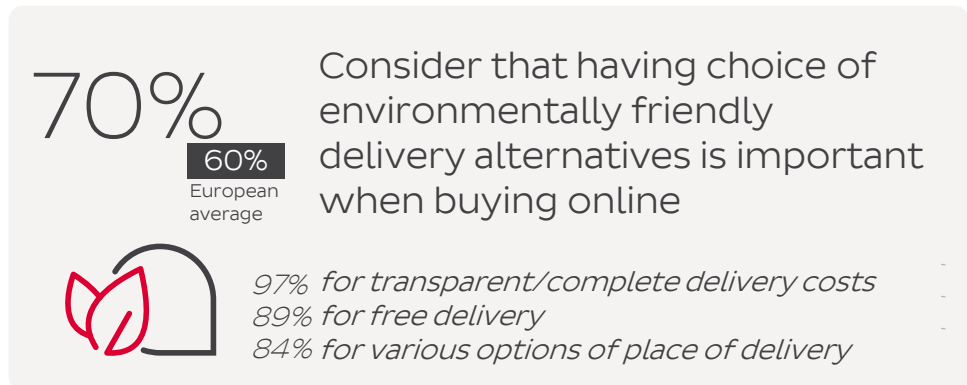 70%
60%
European
average
Consider that having choice of
environmentally friendly
delivery alternatives is important
when buying online
97% for transparent/complete delivery costs
89% for free delivery
84% for various options of place of delivery
-
-
-